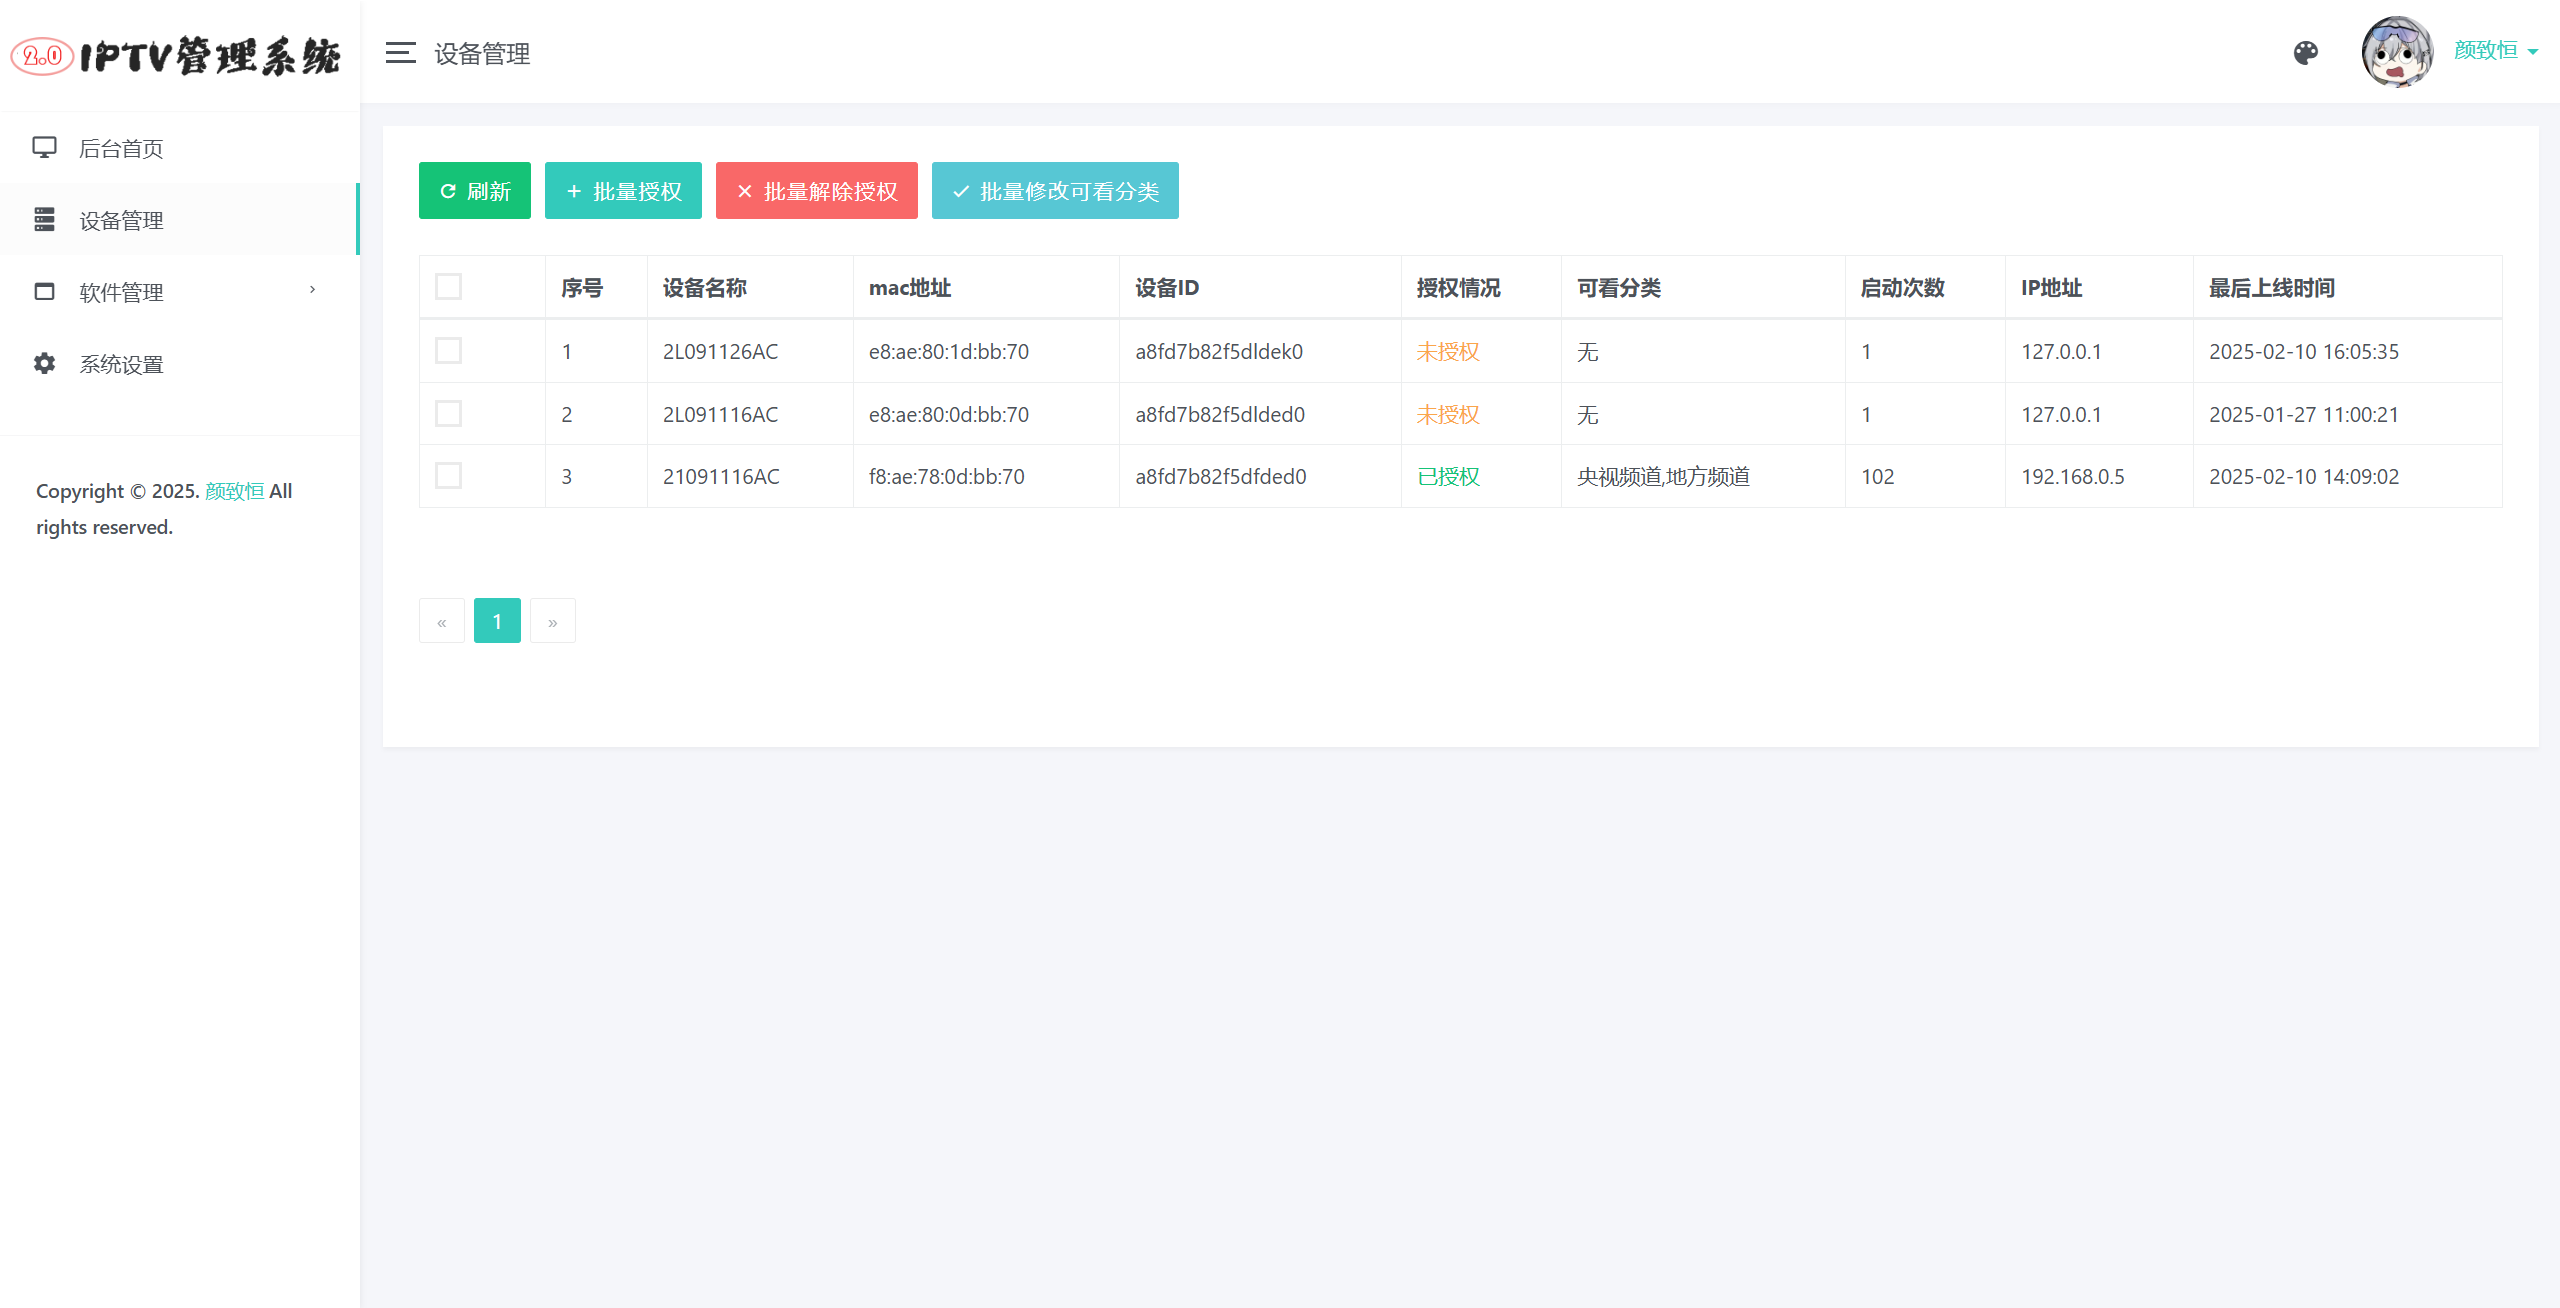 2.0 IPTV管理系统
设备管理
颜致恒
后台首页
设备管理
软件管理
系统设置
Copyright © 2025. 颜致恒 All
rights reserved.
刷新 批量授权 批量解除授权 批量修改可看分类
序号 设备名称 mac地址 设备ID 授权情况 可看分类 启动次数 IP地址 最后上线时间
1 2L091126AC e8:ae:80:1d:bb:70 a8fd7b82f5dldek0 未授权 无 1 127.0.0.1 2025-02-10 16:05:35
2 2L091116AC e8:ae:80:0d:bb:70 a8fd7b82f5dlded0 未授权 无 1 127.0.0.1 2025-01-27 11:00:21
3 21091116AC f8:ae:78:0d:bb:70 a8fd7b82f5dfded0 已授权 央视频道,地方频道 102 192.168.0.5 2025-02-10 14:09:02
« 1 »